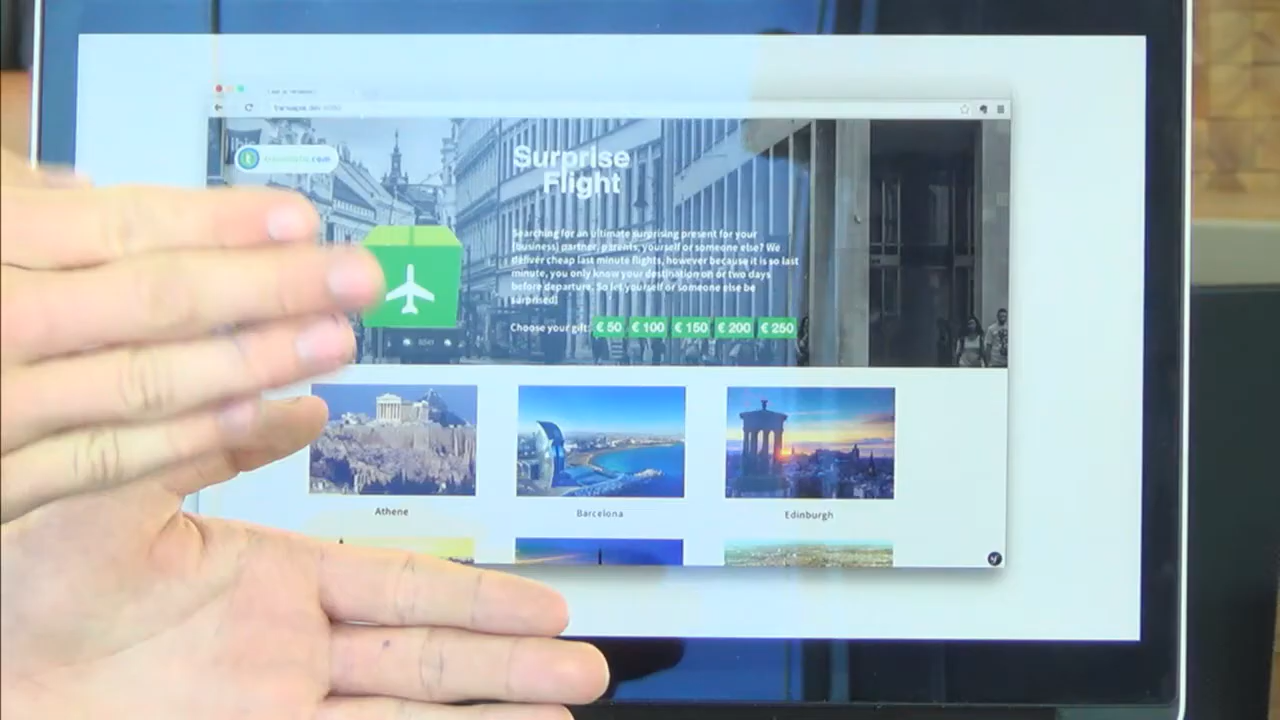 Surprise
Flight
Searching for an ultimate surprising present for your
(business) partner, parents, yourself or someone else? We
deliver cheap last minute flights, however because it is so last
minute, you only know your destination on or two days
before departure. So let yourself or someone else be
surprised!
Choose your gift: € 50 € 100 € 150 € 200 € 250
Athene
Barcelona
Edinburgh